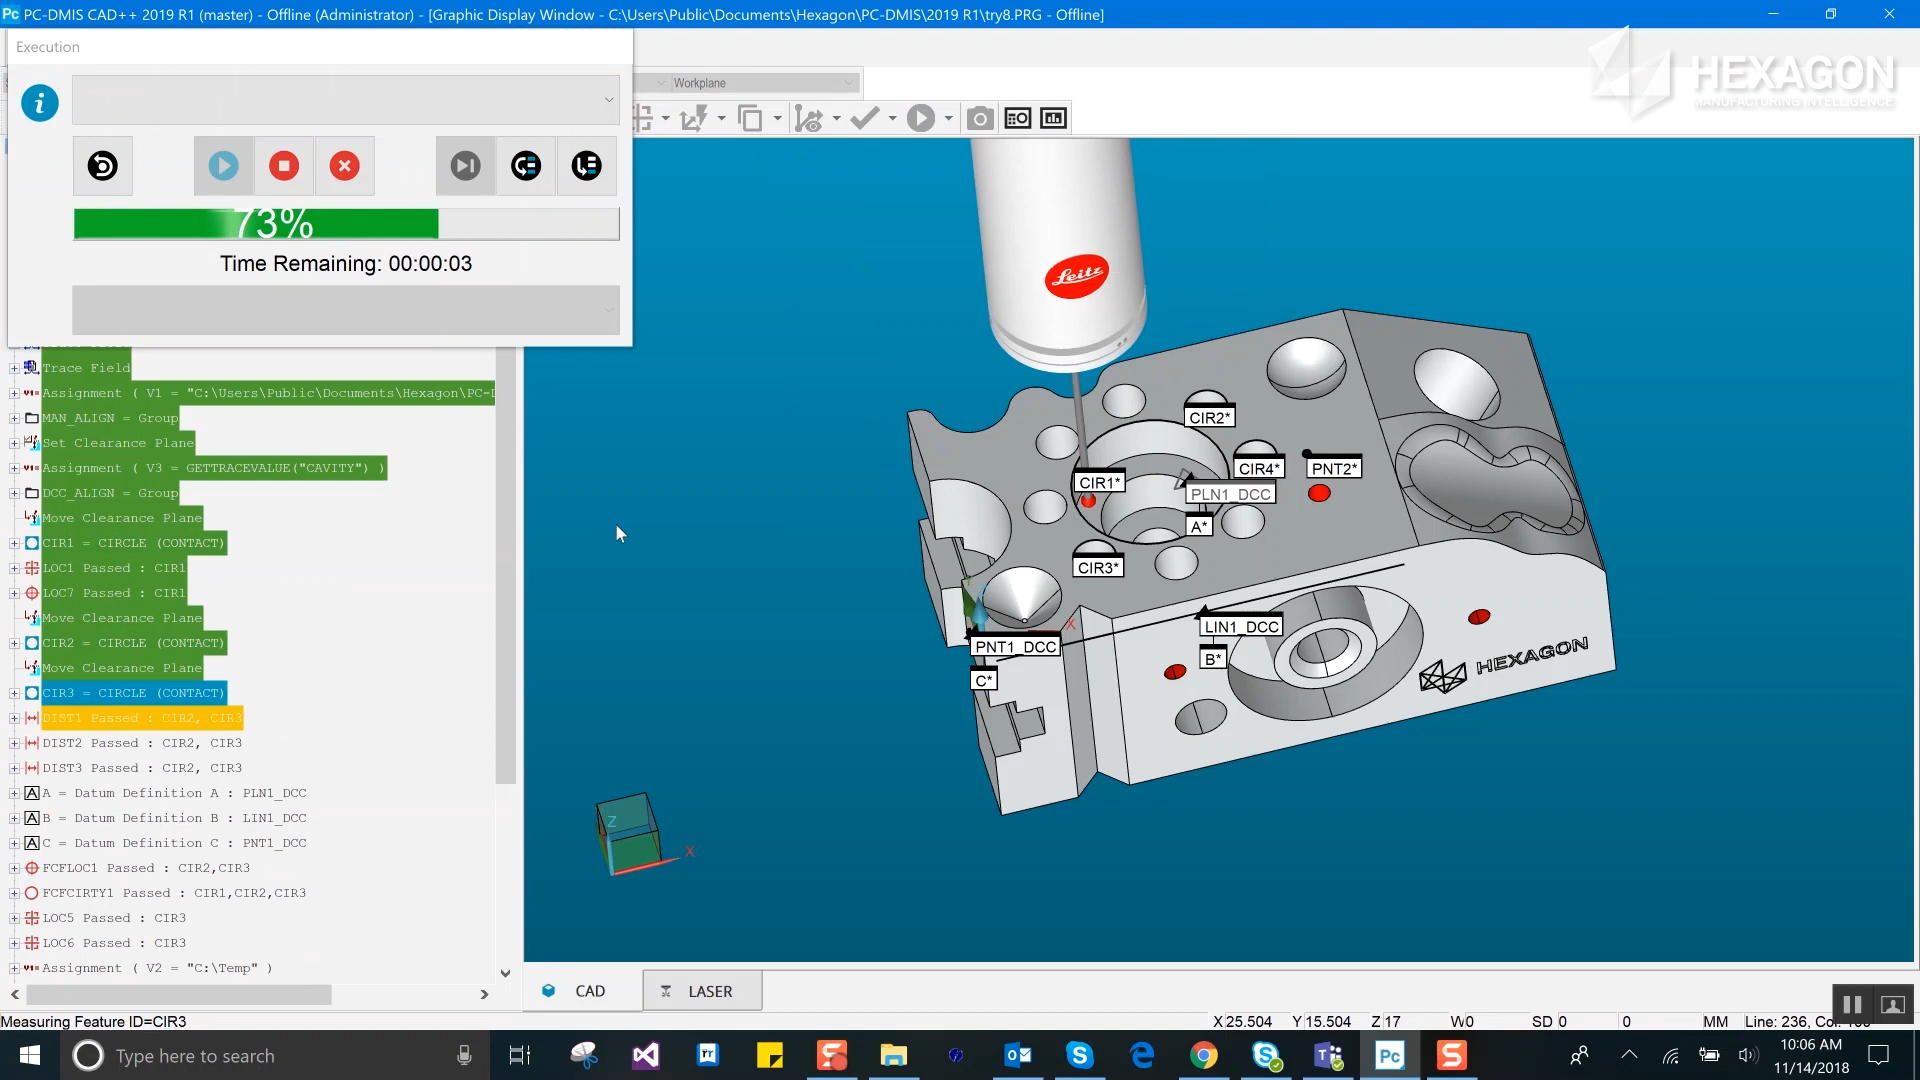 PC-DMIS CAD++ 2019 R1 (master) - Offline (Administrator) - [Graphic Display Window - C:\Users\Public\Documents\Hexagon\PC-DMIS\2019 R1\try8.PRG - Offline]
Execution
Workplane
HEXAGON
MANUFACTURING INTELLIGENCE
73%
Time Remaining: 00:00:03
Trace Field
Assignment ( V1 = "C:\Users\Public\Documents\Hexagon\PC-D
MAN_ALIGN = Group
Set Clearance Plane
Assignment ( V3 = GETTRACEVALUE("CAVITY") )
DCC_ALIGN = Group
Move Clearance Plane
CIR1 = CIRCLE (CONTACT)
LOC1 Passed : CIR1
LOC7 Passed : CIR1
Move Clearance Plane
CIR2 = CIRCLE (CONTACT)
Move Clearance Plane
CIR3 = CIRCLE (CONTACT)
DIST1 Passed : CIR2, CIR3
DIST2 Passed : CIR2, CIR3
DIST3 Passed : CIR2, CIR3
A = Datum Definition A : PLN1_DCC
B = Datum Definition B : LIN1_DCC
C = Datum Definition C : PNT1_DCC
FCFLOC1 Passed : CIR2,CIR3
FCFCIRTY1 Passed : CIR1,CIR2,CIR3
LOC5 Passed : CIR3
LOC6 Passed : CIR3
Assignment ( V2 = "C:\Temp" )
Leitz
CIR2*
CIR4*
PNT2*
CIR1*
PLN1_DCC
A*
CIR3*
LIN1_DCC
B*
X
PNT1_DCC
C*
HEXAGON
Z
X
CAD
LASER
Measuring Feature ID=CIR3
X 25.504 Y 15.504 Z 17 W0 SD 0 0 MM Line: 236, Col:
Type here to search
10:06 AM
11/14/2018